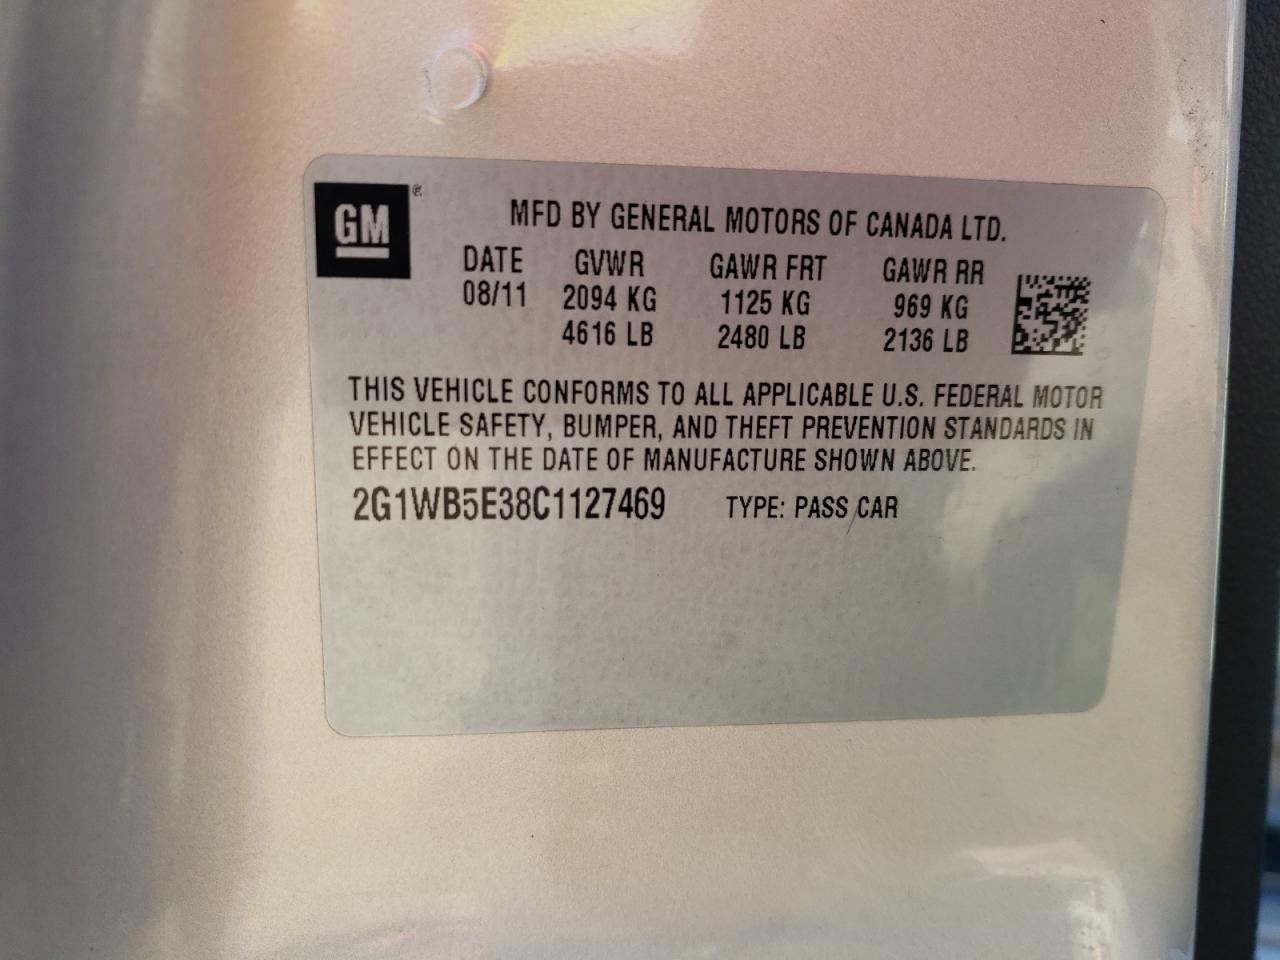 GM®
MFD BY GENERAL MOTORS OF CANADA LTD.
DATE GVWR GAWR FRT GAWR RR
08/11 2094 KG 1125 KG 969 KG
4616 LB 2480 LB 2136 LB
THIS VEHICLE CONFORMS TO ALL APPLICABLE U.S. FEDERAL MOTOR
VEHICLE SAFETY, BUMPER, AND THEFT PREVENTION STANDARDS IN
EFFECT ON THE DATE OF MANUFACTURE SHOWN ABOVE.
2G1WB5E38C1127469 TYPE: PASS CAR